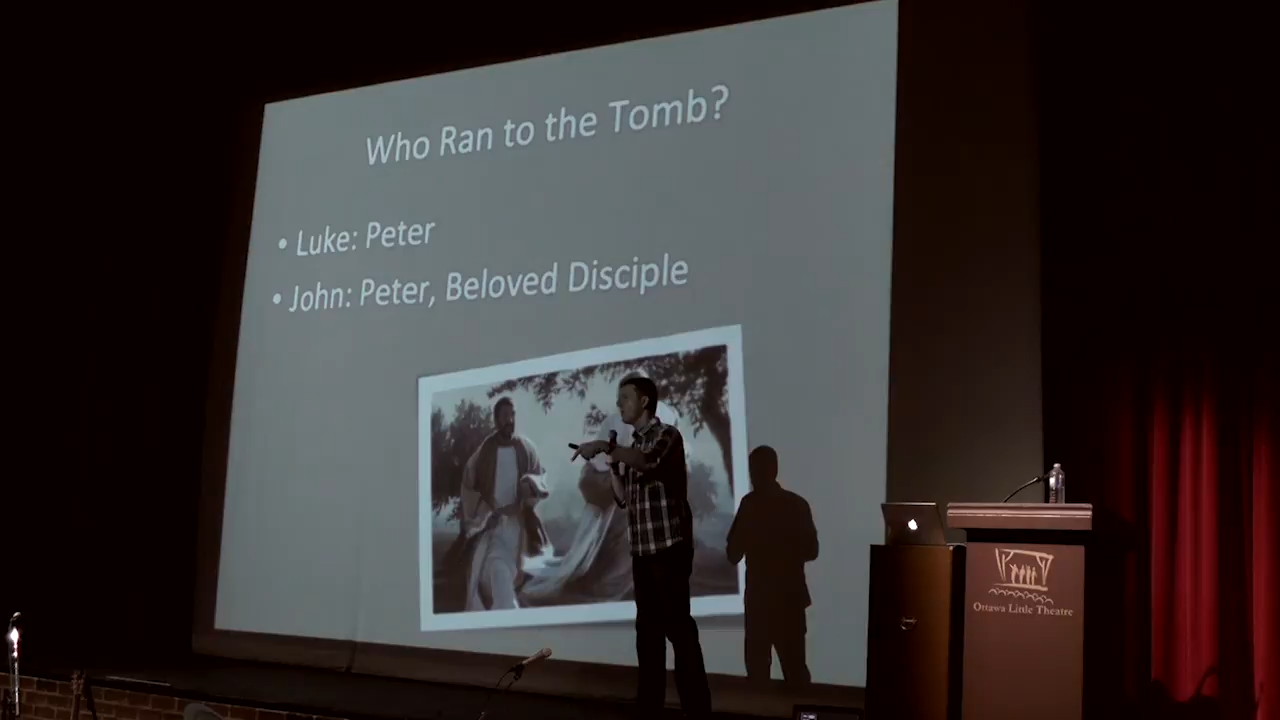 Who Ran to the Tomb?
• Luke: Peter
• John: Peter, Beloved Disciple
Ottawa Little Theatre